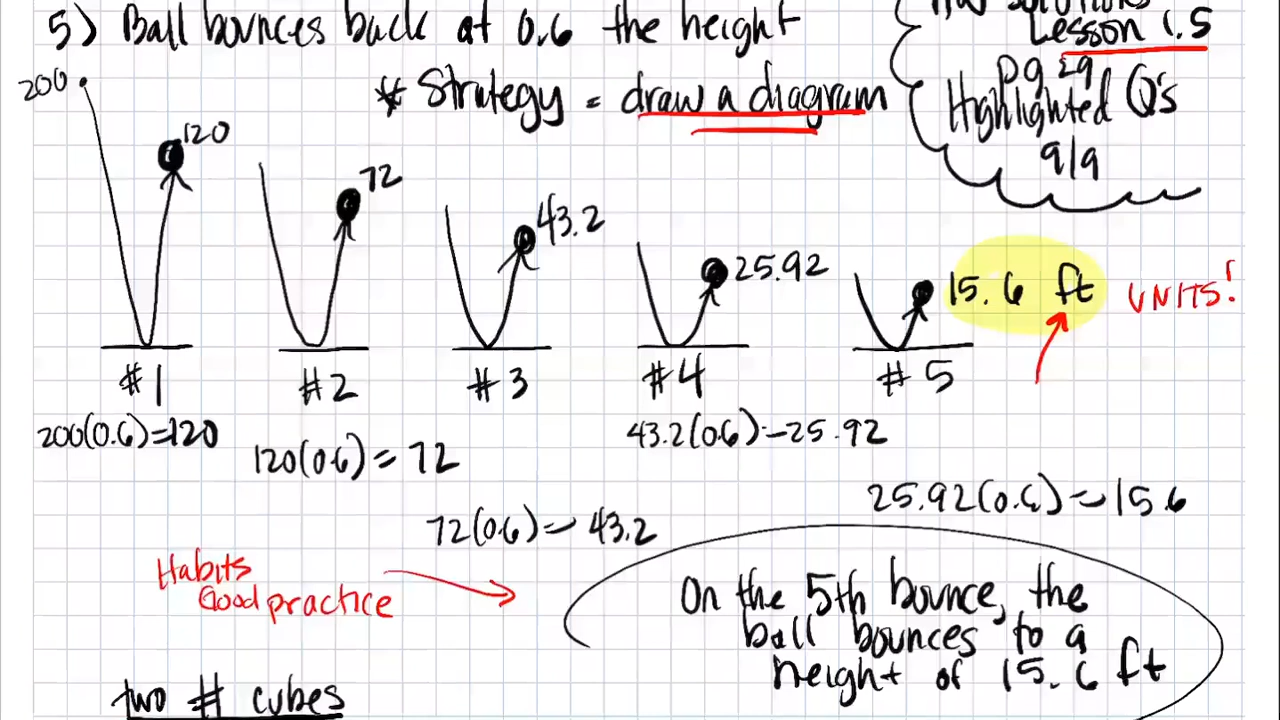 HW Solutions
5) Ball bounces back at 0.6 the height
Lesson 1.5
* Strategy = draw a diagram
pg 29
Highlighted Q's
9/9
200
120
72
43.2
25.92
15.6 ft
UNITS!
#1
#2
#3
#4
#5
200(0.6)=120
120(0.6) = 72
72(0.6) = 43.2
43.2(0.6) = 25.92
25.92(0.6) = 15.6
Habits
Good practice
On the 5th bounce, the
ball bounces to a
height of 15.6 ft
two # cubes